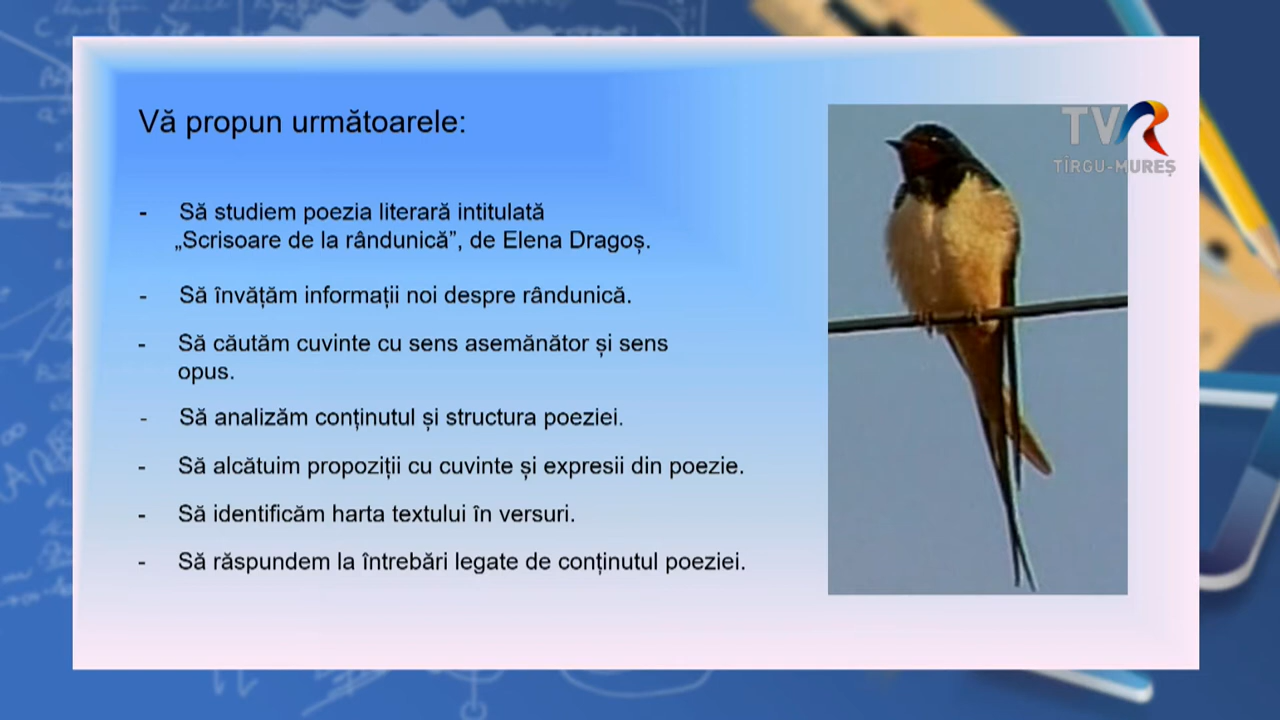 Vă propun următoarele:
TVR
TÎRGU-MUREȘ
- Să studiem poezia literară intitulată
„Scrisoare de la rândunică”, de Elena Dragoș.
- Să învățăm informații noi despre rândunică.
- Să căutăm cuvinte cu sens asemănător și sens
opus.
- Să analizăm conținutul și structura poeziei.
- Să alcătuim propoziții cu cuvinte și expresii din poezie.
- Să identificăm harta textului în versuri.
- Să răspundem la întrebări legate de conținutul poeziei.